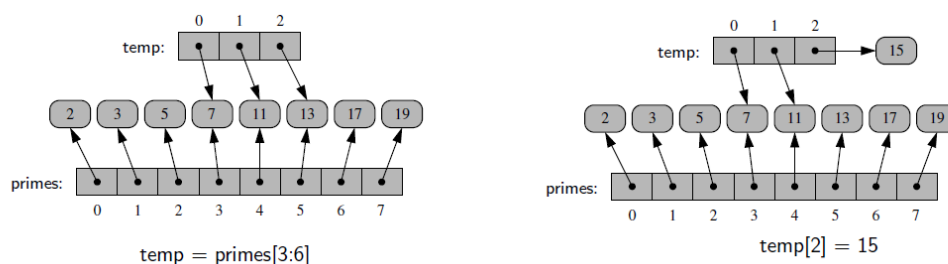 0 1 2
temp:
2 3 5 7 11 13 17 19
primes:
0 1 2 3 4 5 6 7
temp = primes[3:6]
0 1 2
temp: 15
2 3 5 7 11 13 17 19
primes:
0 1 2 3 4 5 6 7
temp[2] = 15